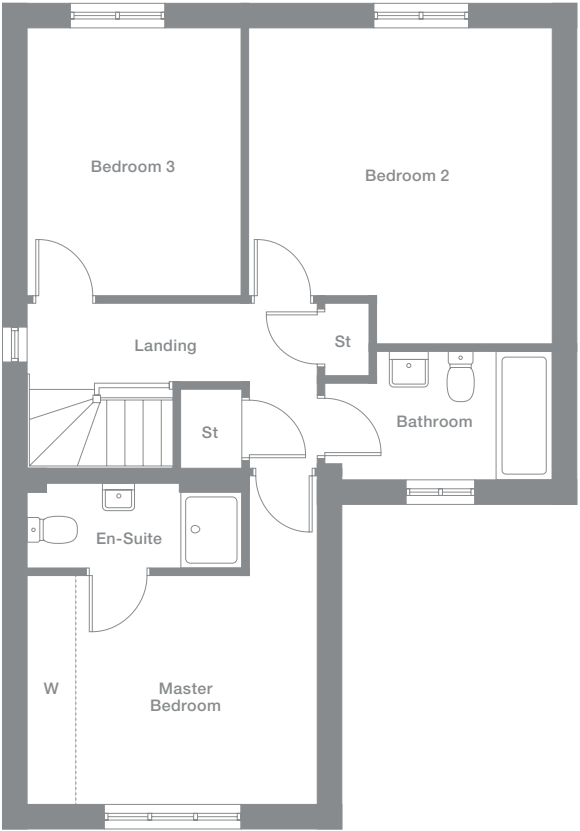 Bedroom 3
Bedroom 2
Landing
St
St
Bathroom
En-Suite
W
Master
Bedroom